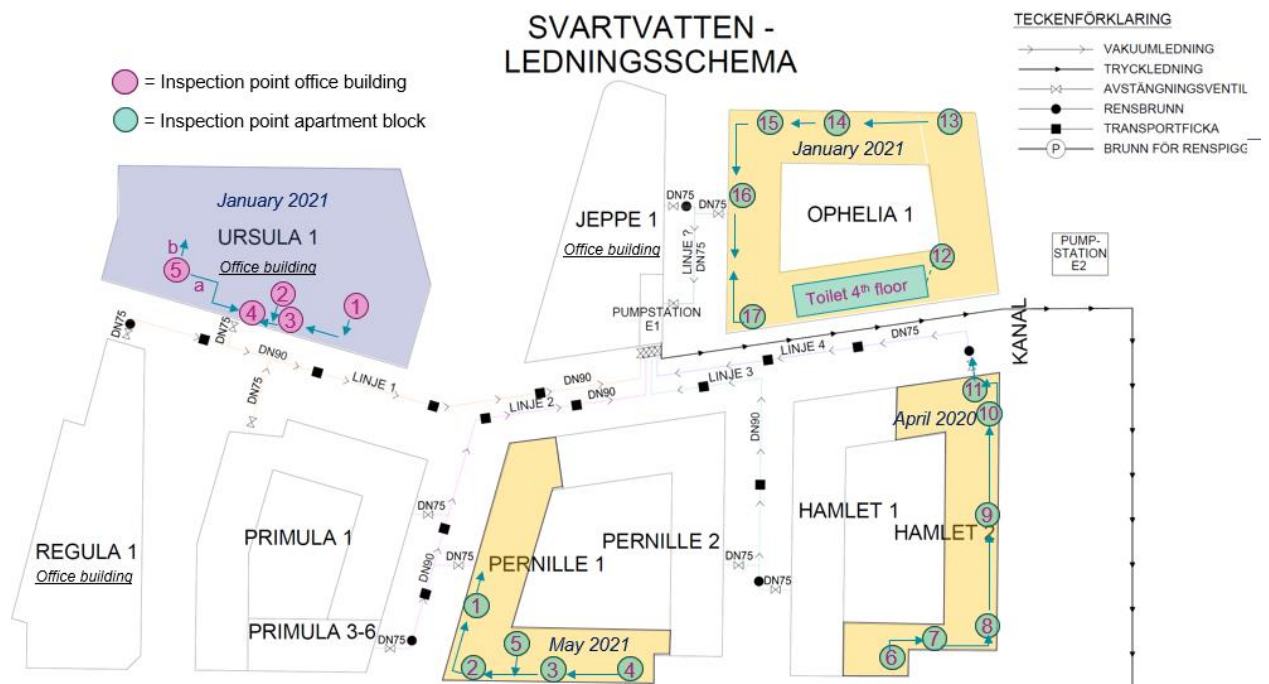 SVARTVATTEN -
LEDNINGSSCHEMA
TECKENFÖRKLARING
VAKUUMLEDNING
TRYCKLEDNING
AVSTÄNGNINGSVENTIL
RENSBRUNN
TRANSPORTFICKA
P BRUNN FÖR RENSPIGG
= Inspection point office building
= Inspection point apartment block
January 2021
URSULA 1
Office building
b
5
a
4
2
3
1
JEPPE 1
Office building
PUMPSTATION
E1
DN75
DN75
LINJE ?
DN75
15
14
13
January 2021
16
OPHELIA 1
12
Toilet 4th floor
17
PUMP-
STATION
E2
KANAL
DN75
DN75
DN90
DN75
LINJE 1
DN90
LINJE 2
DN90
LINJE 3
LINJE 4
DN75
DN90
REGULA 1
Office building
PRIMULA 1
PRIMULA 3-6
DN75
DN75
DN90
DN75
PERNILLE 1
1
5
May 2021
2
3
4
PERNILLE 2
DN75
DN75
HAMLET 1
HAMLET 2
April 2020
11
10
9
8
7
6